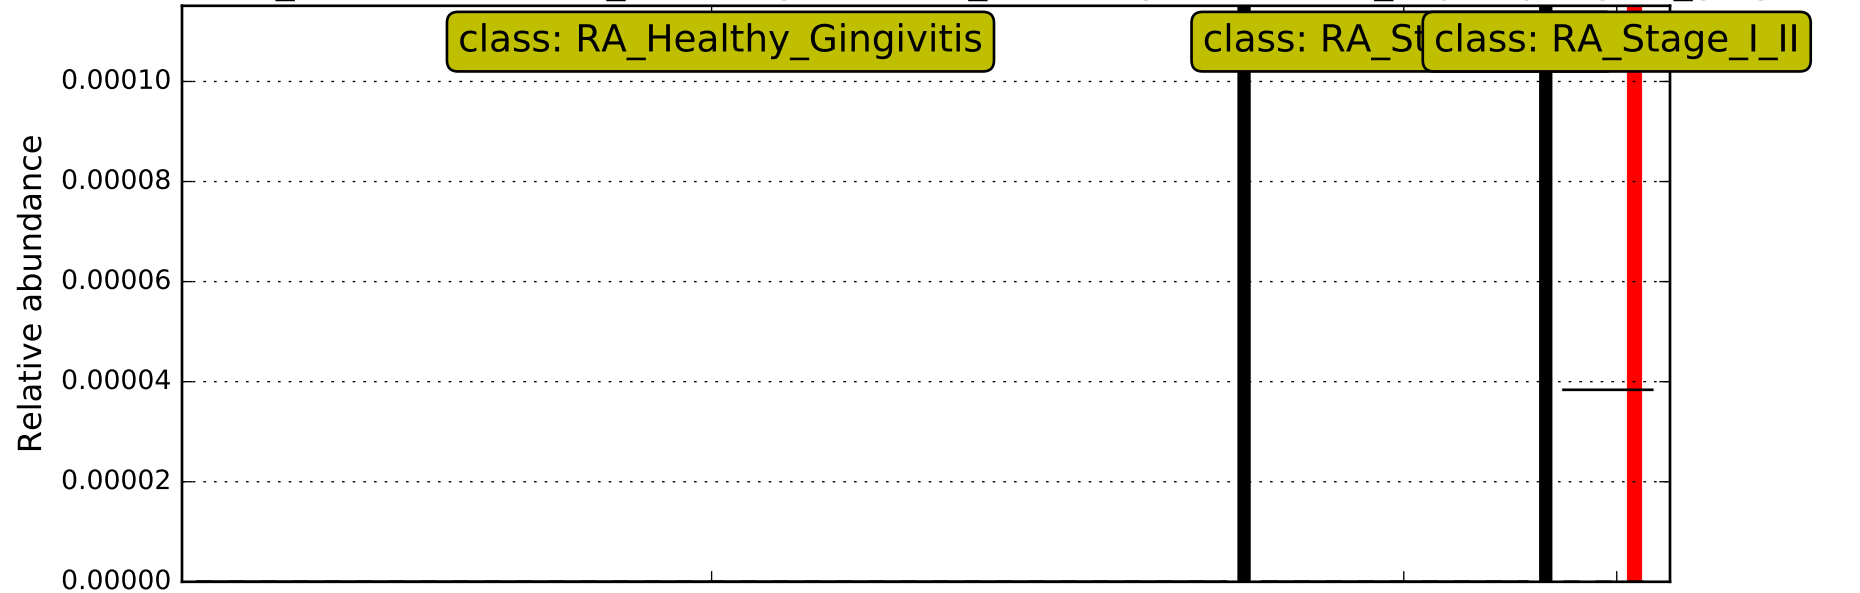 class: RA_Healthy_Gingivitis
class: RA_St
class: RA_Stage_I_II
0.00010
0.00008
0.00006
0.00004
0.00002
0.00000
Relative abundance